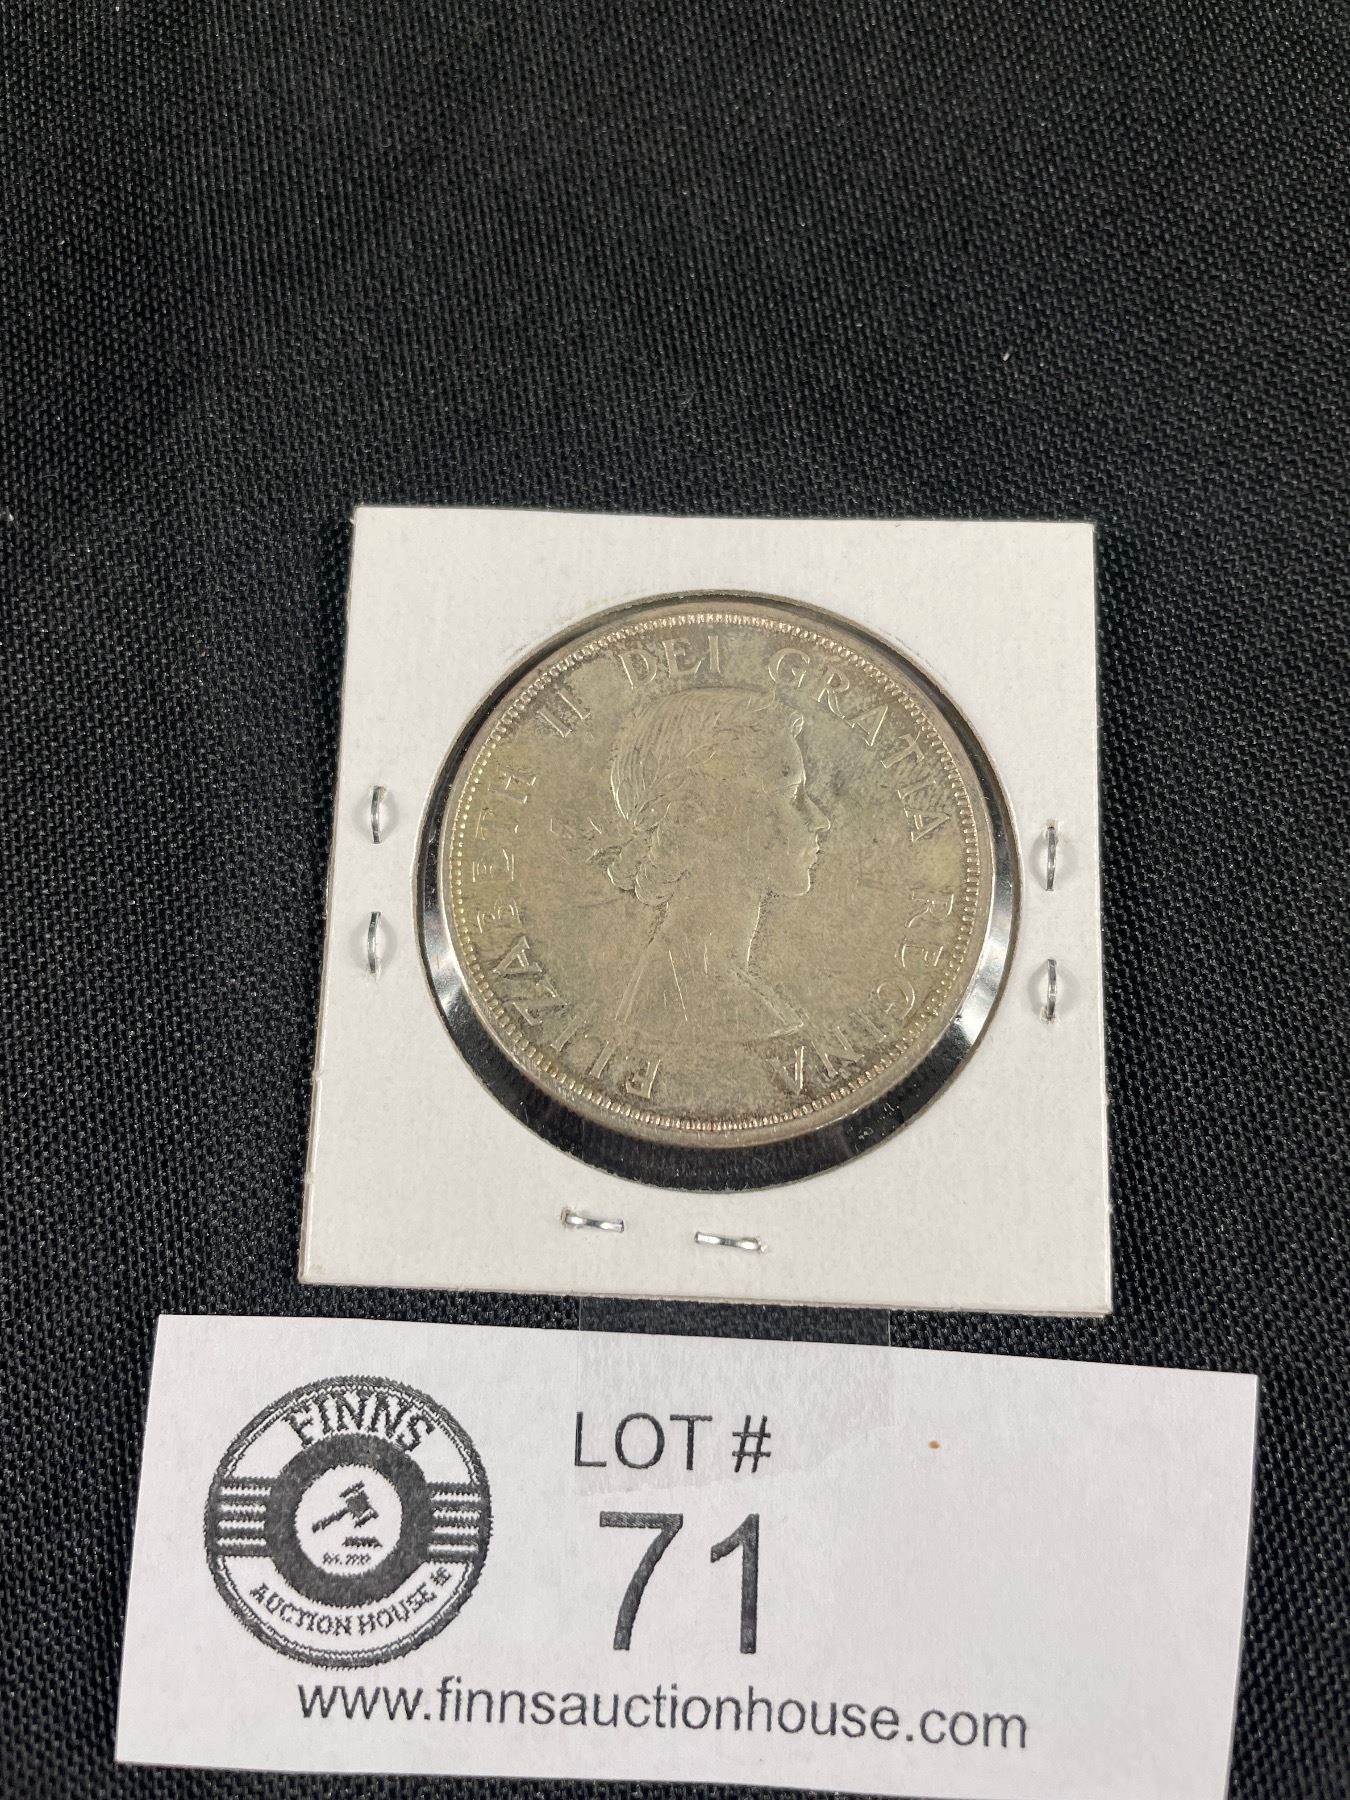 ELIZABETH II DEI GRATIA REGINA
FINNS
AUCTION HOUSE
LOT #
71
www.finnsauctionhouse.com